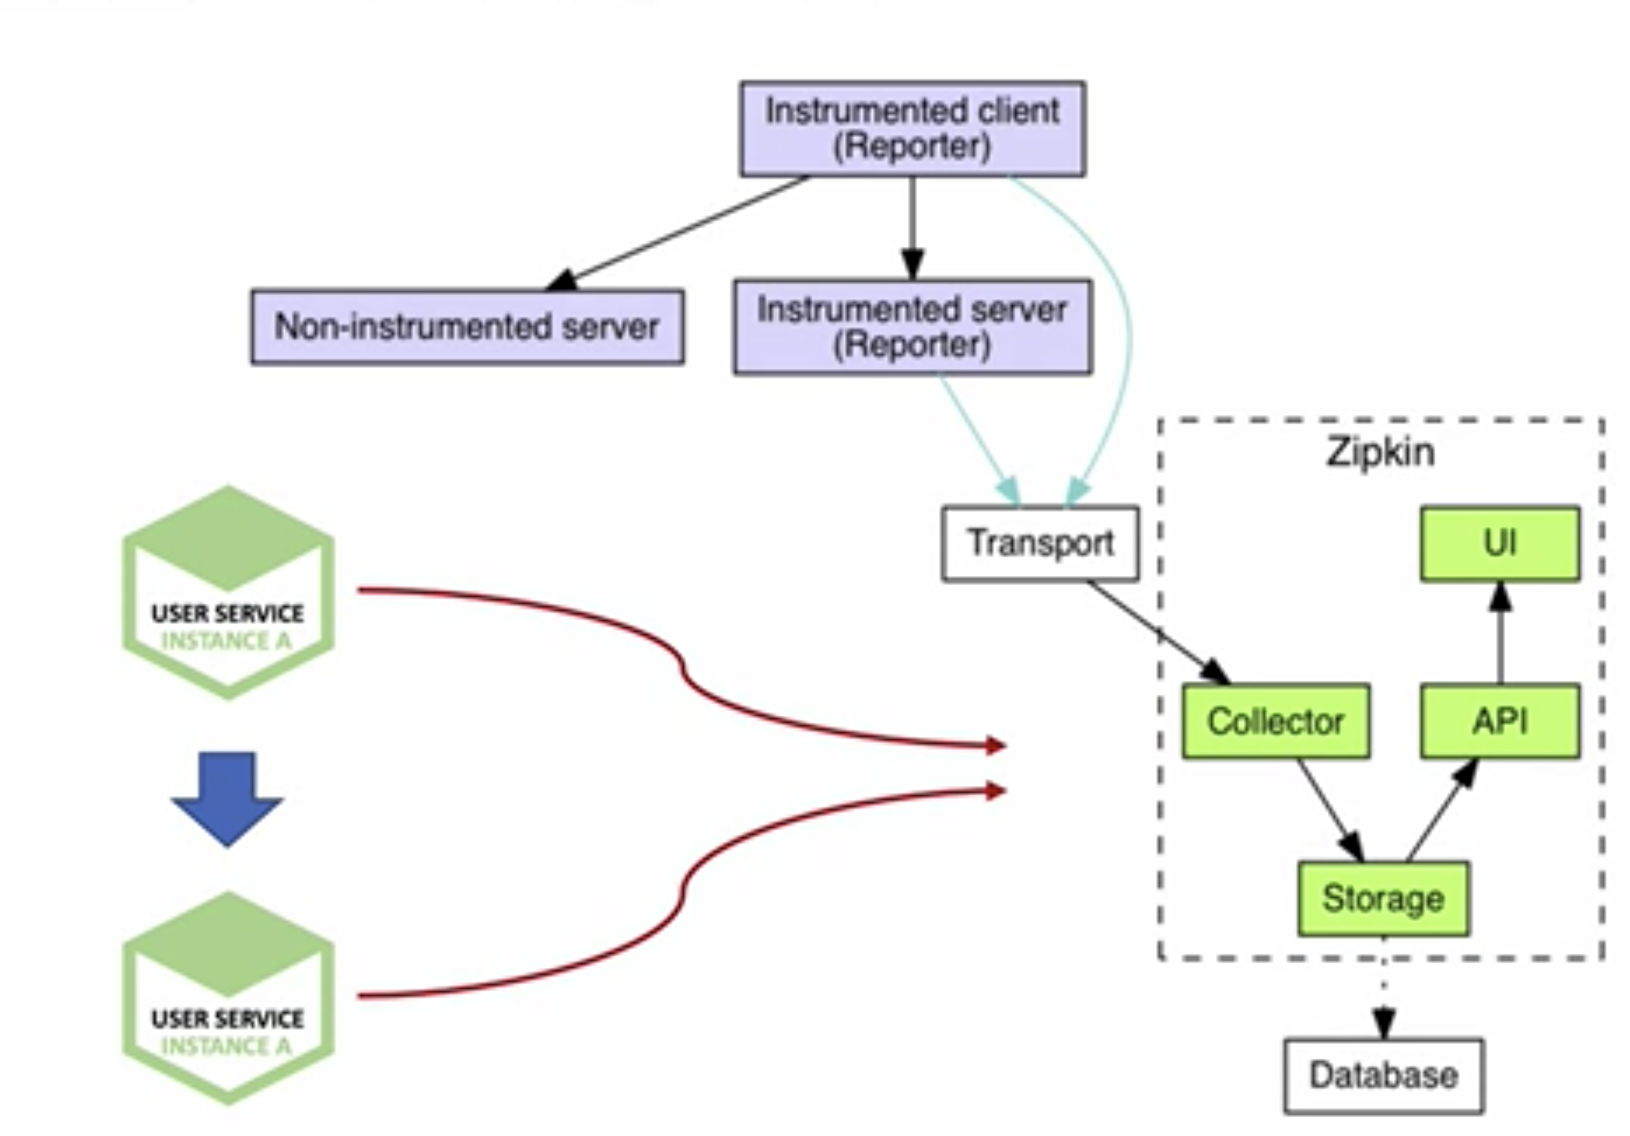 Instrumented client
(Reporter)
Non-instrumented server
Instrumented server
(Reporter)
Zipkin
Transport
UI
USER SERVICE
INSTANCE A
Collector
API
Storage
USER SERVICE
INSTANCE A
Database